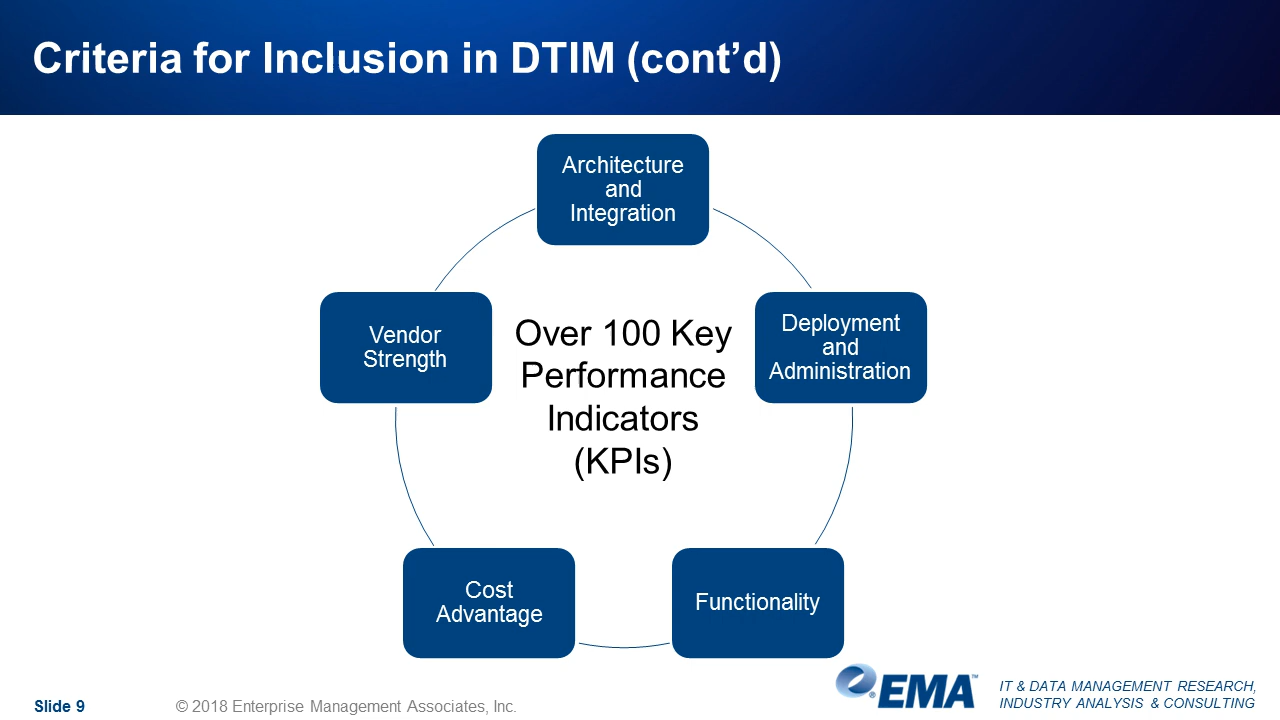 Criteria for Inclusion in DTIM (cont’d)
Architecture
and
Integration
Vendor
Strength
Over 100 Key
Performance
Indicators
(KPIs)
Deployment
and
Administration
Cost
Advantage
Functionality
Slide 9
© 2018 Enterprise Management Associates, Inc.
EMA™
IT & DATA MANAGEMENT RESEARCH,
INDUSTRY ANALYSIS & CONSULTING